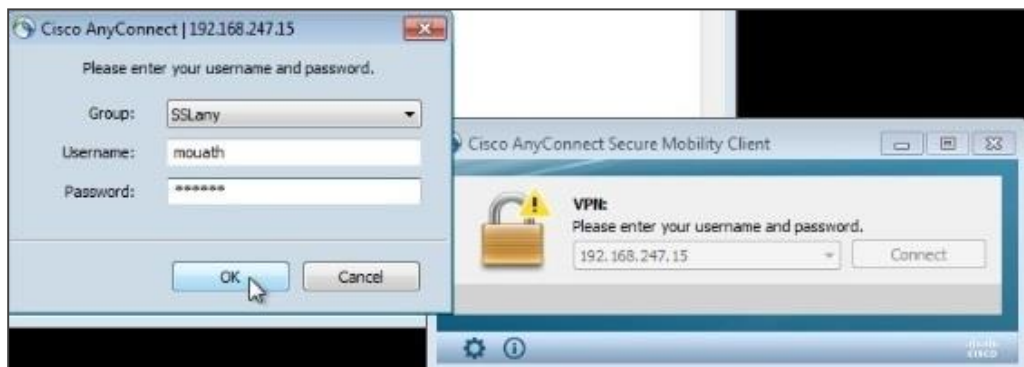 Cisco AnyConnect | 192.168.247.15
Please enter your username and password.
Group: SSLany
Username: mouath
Password: ******
OK Cancel
Cisco AnyConnect Secure Mobility Client
VPN:
Please enter your username and password.
192.168.247.15 Connect
CISCO